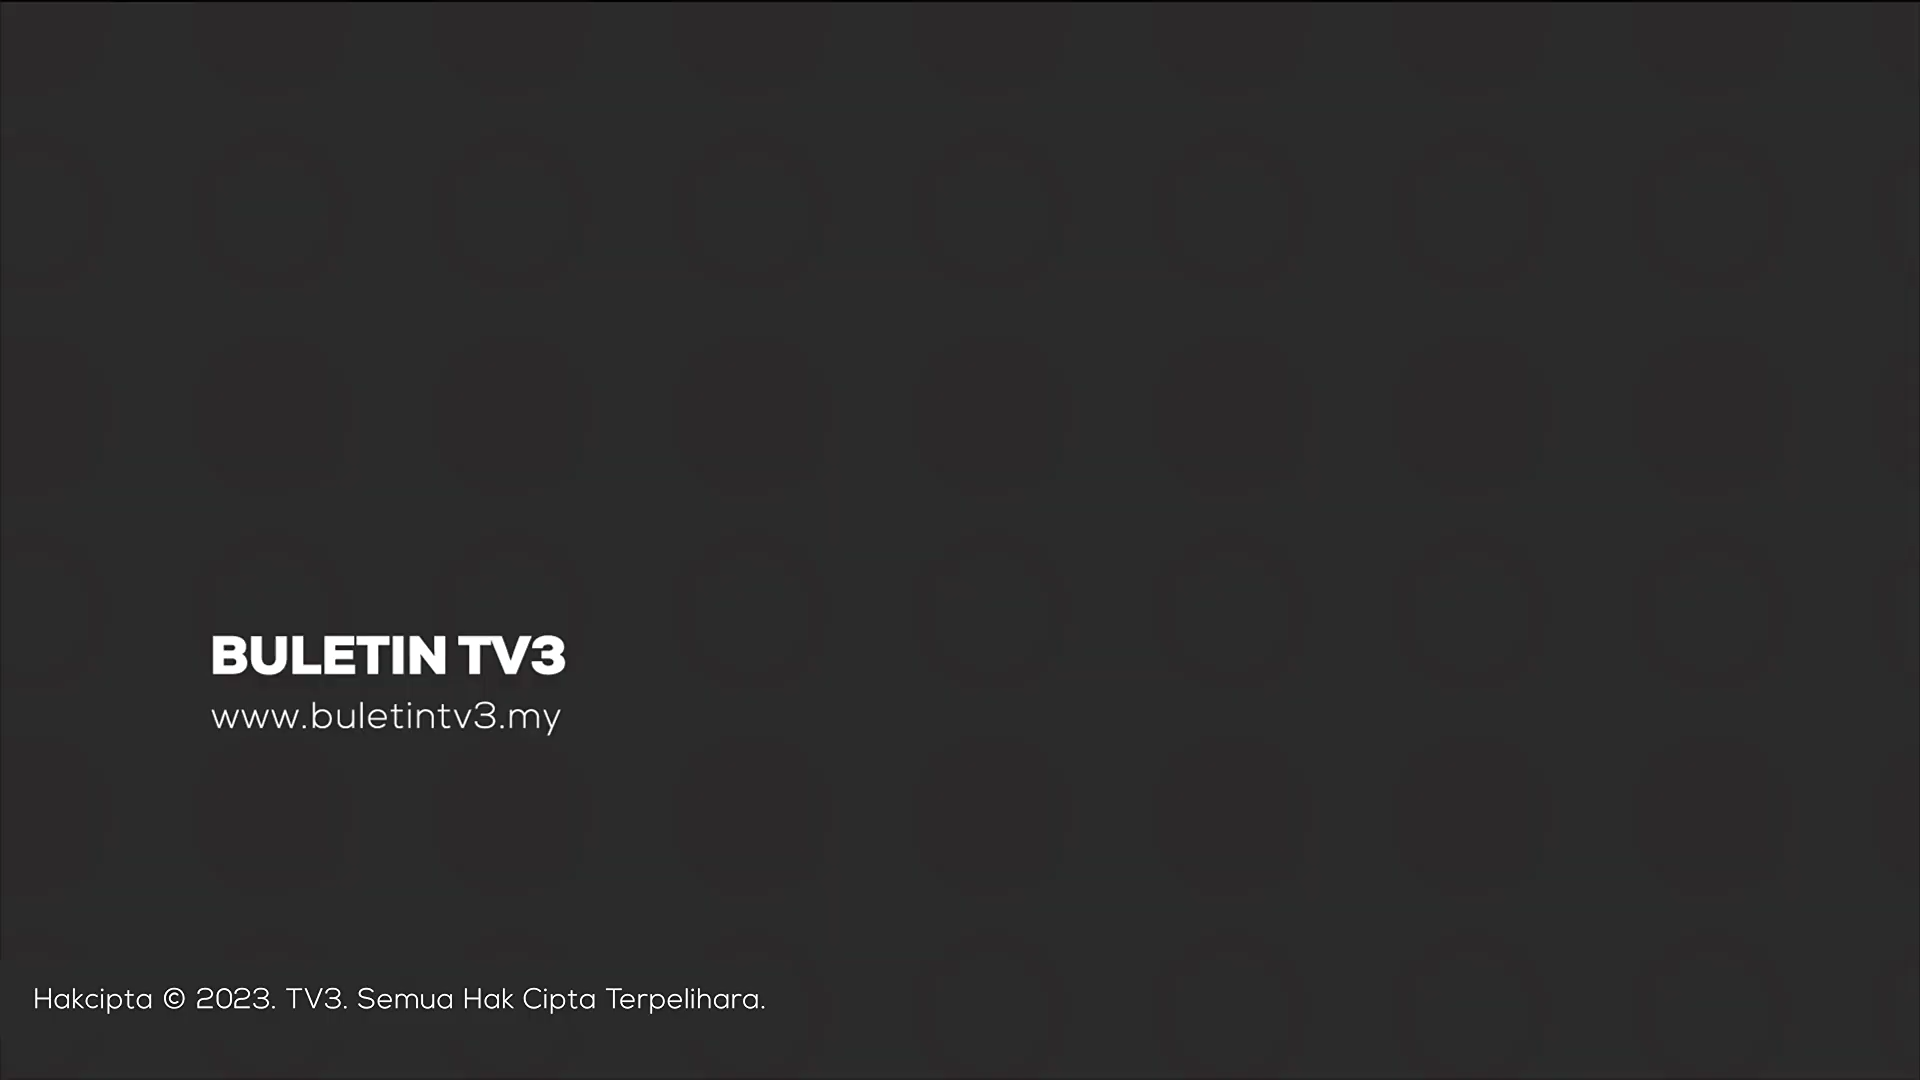 BULETIN TV3
www.buletintv3.my
Hakcipta © 2023. TV3. Semua Hak Cipta Terpelihara.